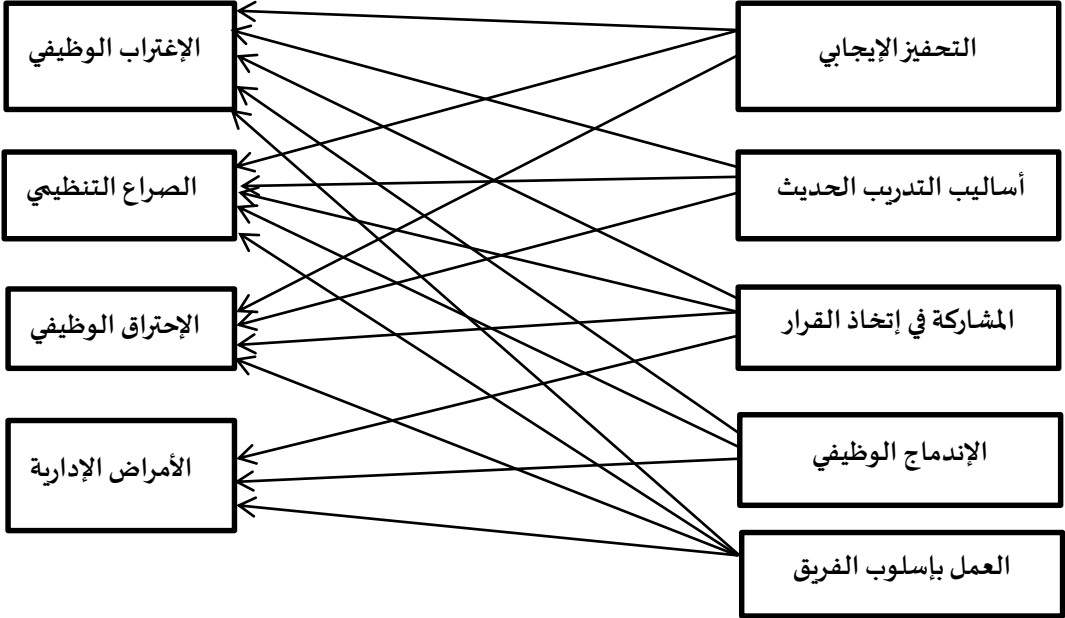 التحفيز الإيجابي
الإغتراب الوظيفي
أساليب التدريب الحديث
الصراع التنظيمي
المشاركة في إتخاذ القرار
الإحتراق الوظيفي
الإندماج الوظيفي
الأمراض الإدارية
العمل بإسلوب الفريق